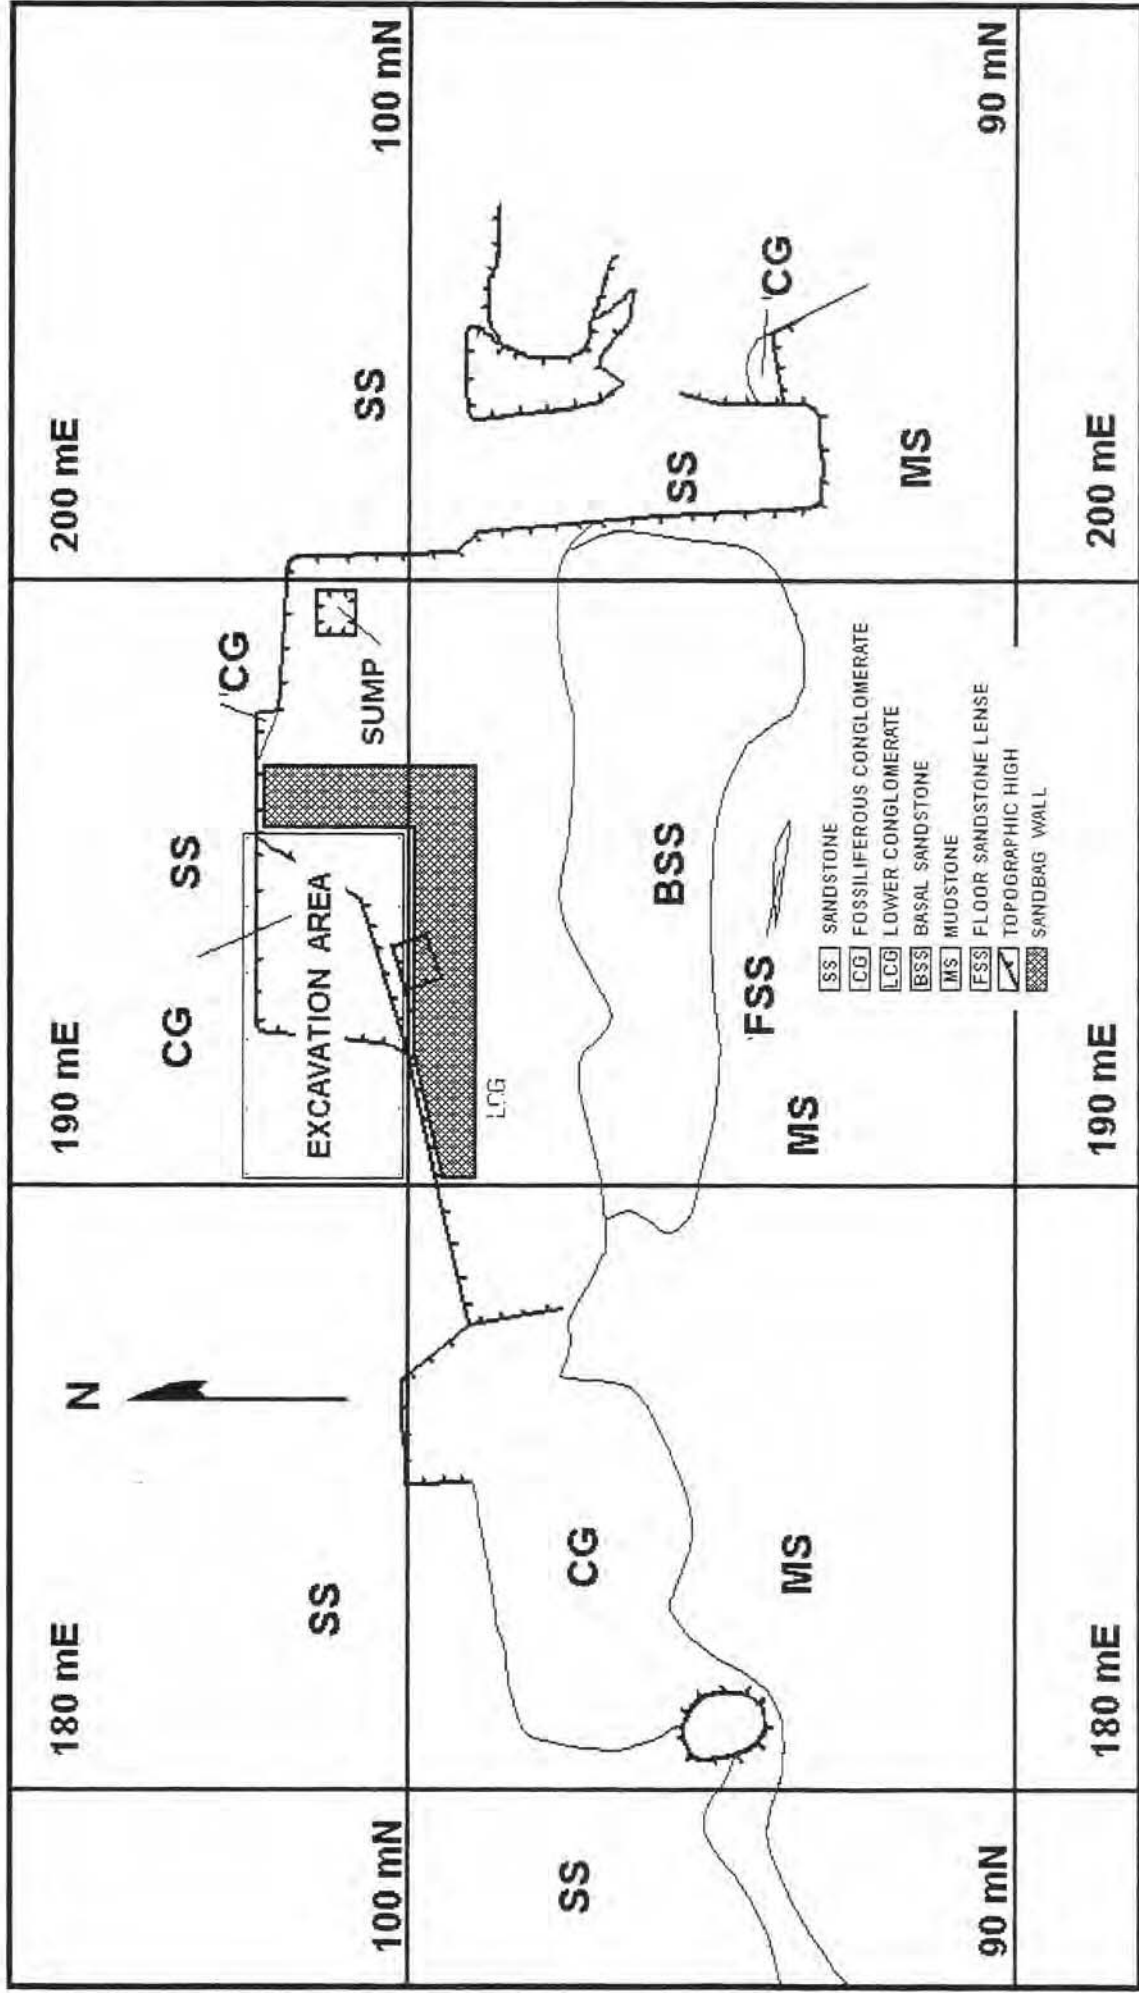 180 mE
190 mE
200 mE
N
CG
SS
'CG
EXCAVATION AREA
SUMP
SS
SS
100 mN
100 mN
LCG
SS
CG
BSS
SS
'CG
MS
MS
FSS
MS
SS SANDSTONE
CG FOSSILIFEROUS CONGLOMERATE
LCG LOWER CONGLOMERATE
BSS BASAL SANDSTONE
MS MUDSTONE
FSS FLOOR SANDSTONE LENSE
TOPOGRAPHIC HIGH
SANDBAG WALL
90 mN
90 mN
180 mE
190 mE
200 mE